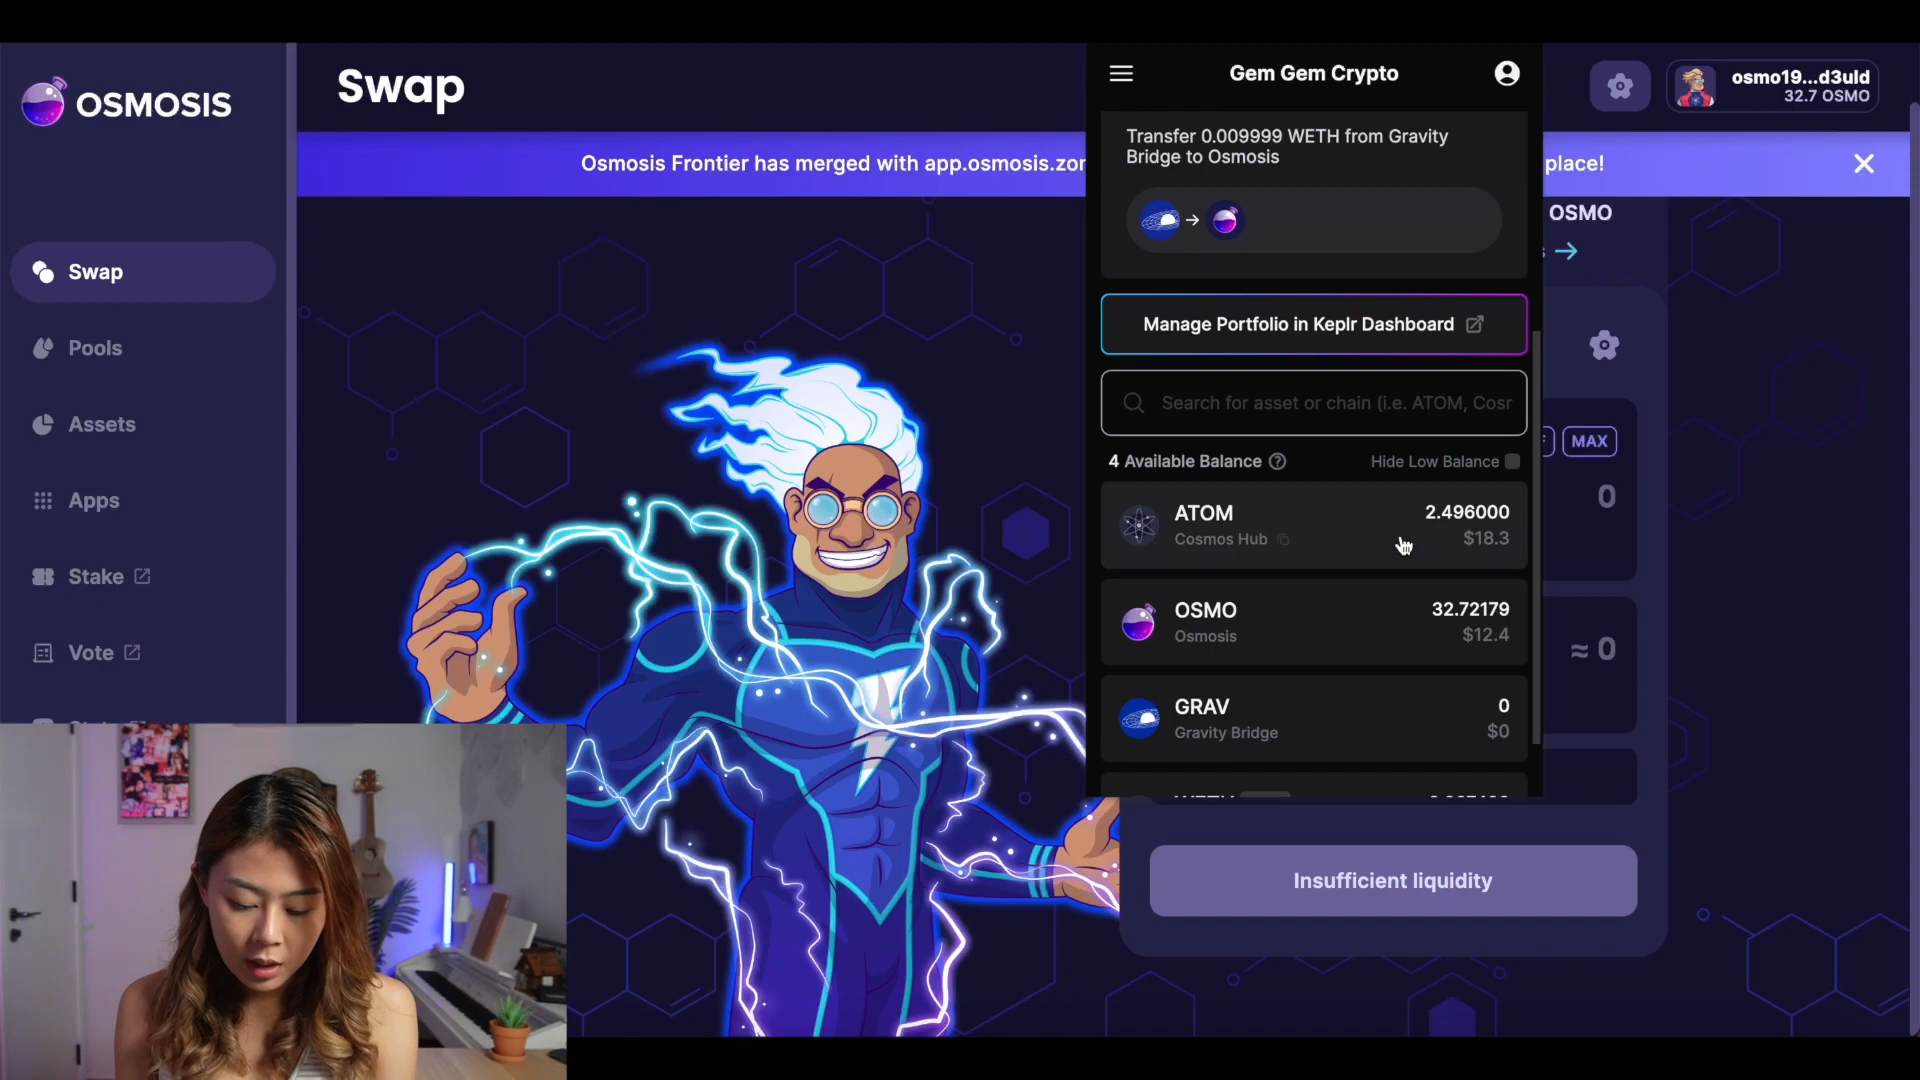 OSMOSIS
Swap
Gem Gem Crypto
osmo19...d3uld
32.7 OSMO
Osmosis Frontier has merged with app.osmosis.zo
place!
Transfer 0.009999 WETH from Gravity
Bridge to Osmosis
OSMO
Swap
Pools
Assets
Apps
Stake
Vote
Manage Portfolio in Keplr Dashboard
Search for asset or chain (i.e. ATOM, Cosr
4 Available Balance
Hide Low Balance
MAX
0
≈ 0
ATOM
2.496000
Cosmos Hub
$18.3
OSMO
32.72179
Osmosis
$12.4
GRAV
0
Gravity Bridge
$0
Insufficient liquidity